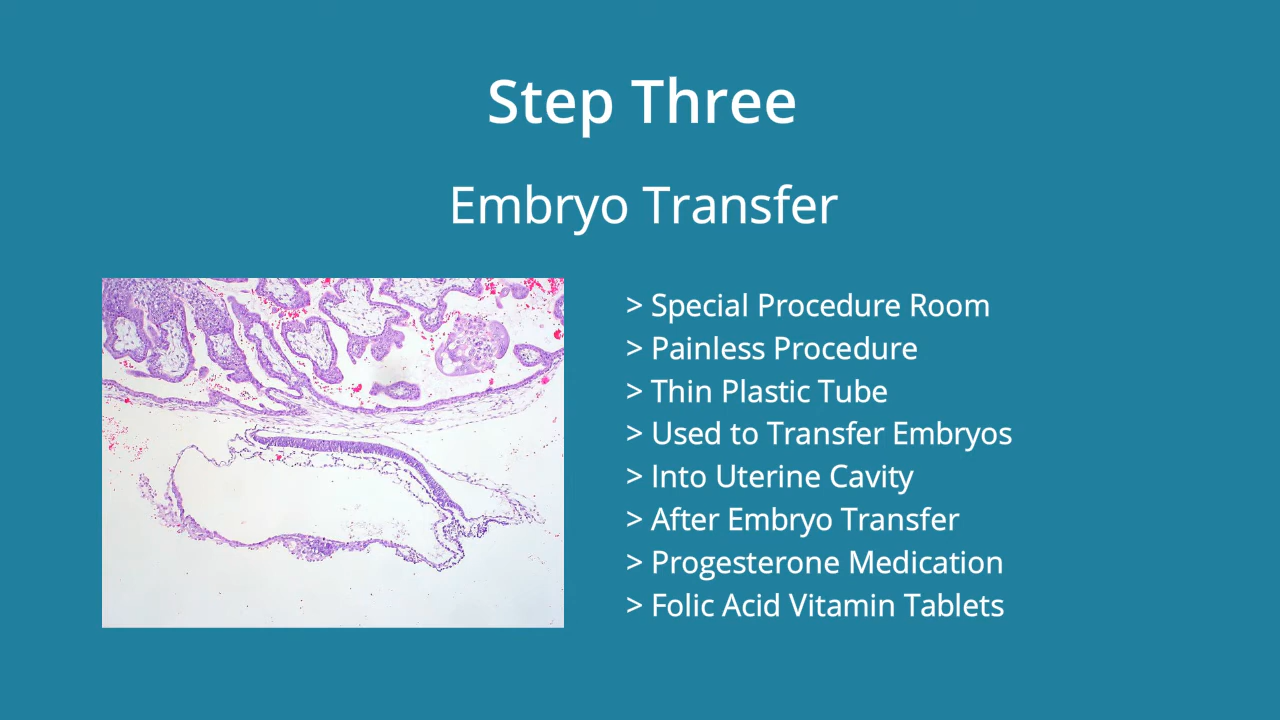 Step Three
Embryo Transfer
> Special Procedure Room
> Painless Procedure
> Thin Plastic Tube
> Used to Transfer Embryos
> Into Uterine Cavity
> After Embryo Transfer
> Progesterone Medication
> Folic Acid Vitamin Tablets